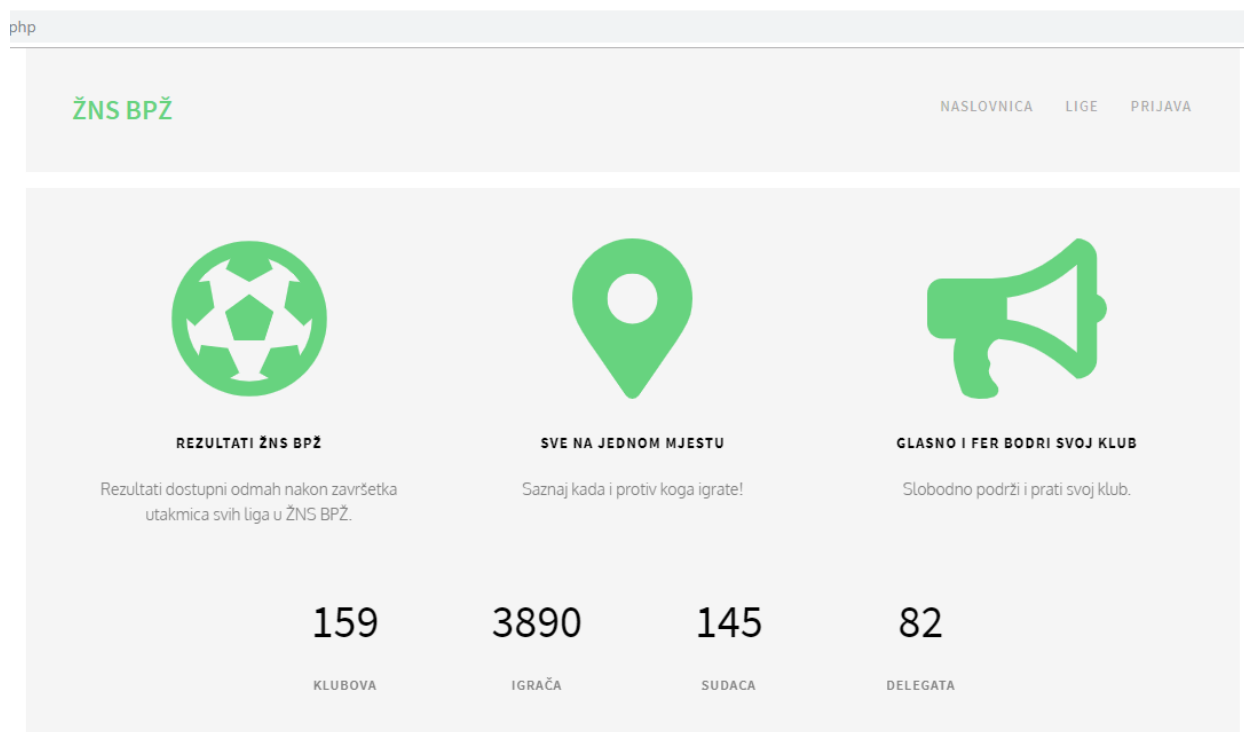 php
ŽNS BPŽ
NASLOVNICA LIGE PRIJAVA
REZULTATI ŽNS BPŽ
Rezultati dostupni odmah nakon završetka
utakmica svih liga u ŽNS BPŽ.
SVE NA JEDNOM MJESTU
Saznaj kada i protiv koga igrate!
GLASNO I FER BODRI SVOJ KLUB
Slobodno podrži i prati svoj klub.
159 3890 145 82
KLUBOVA IGRAČA SUDACA DELEGATA